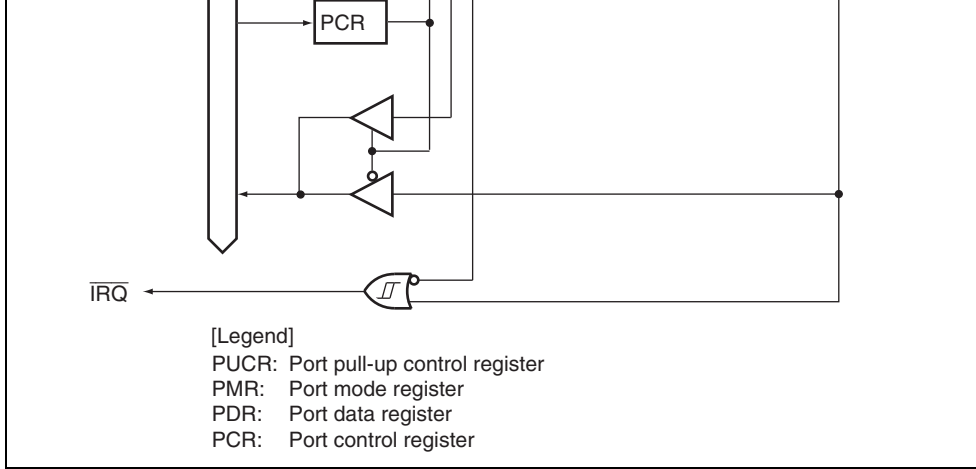 PCR
I̅R̅Q̅
[Legend]
PUCR: Port pull-up control register
PMR: Port mode register
PDR: Port data register
PCR: Port control register